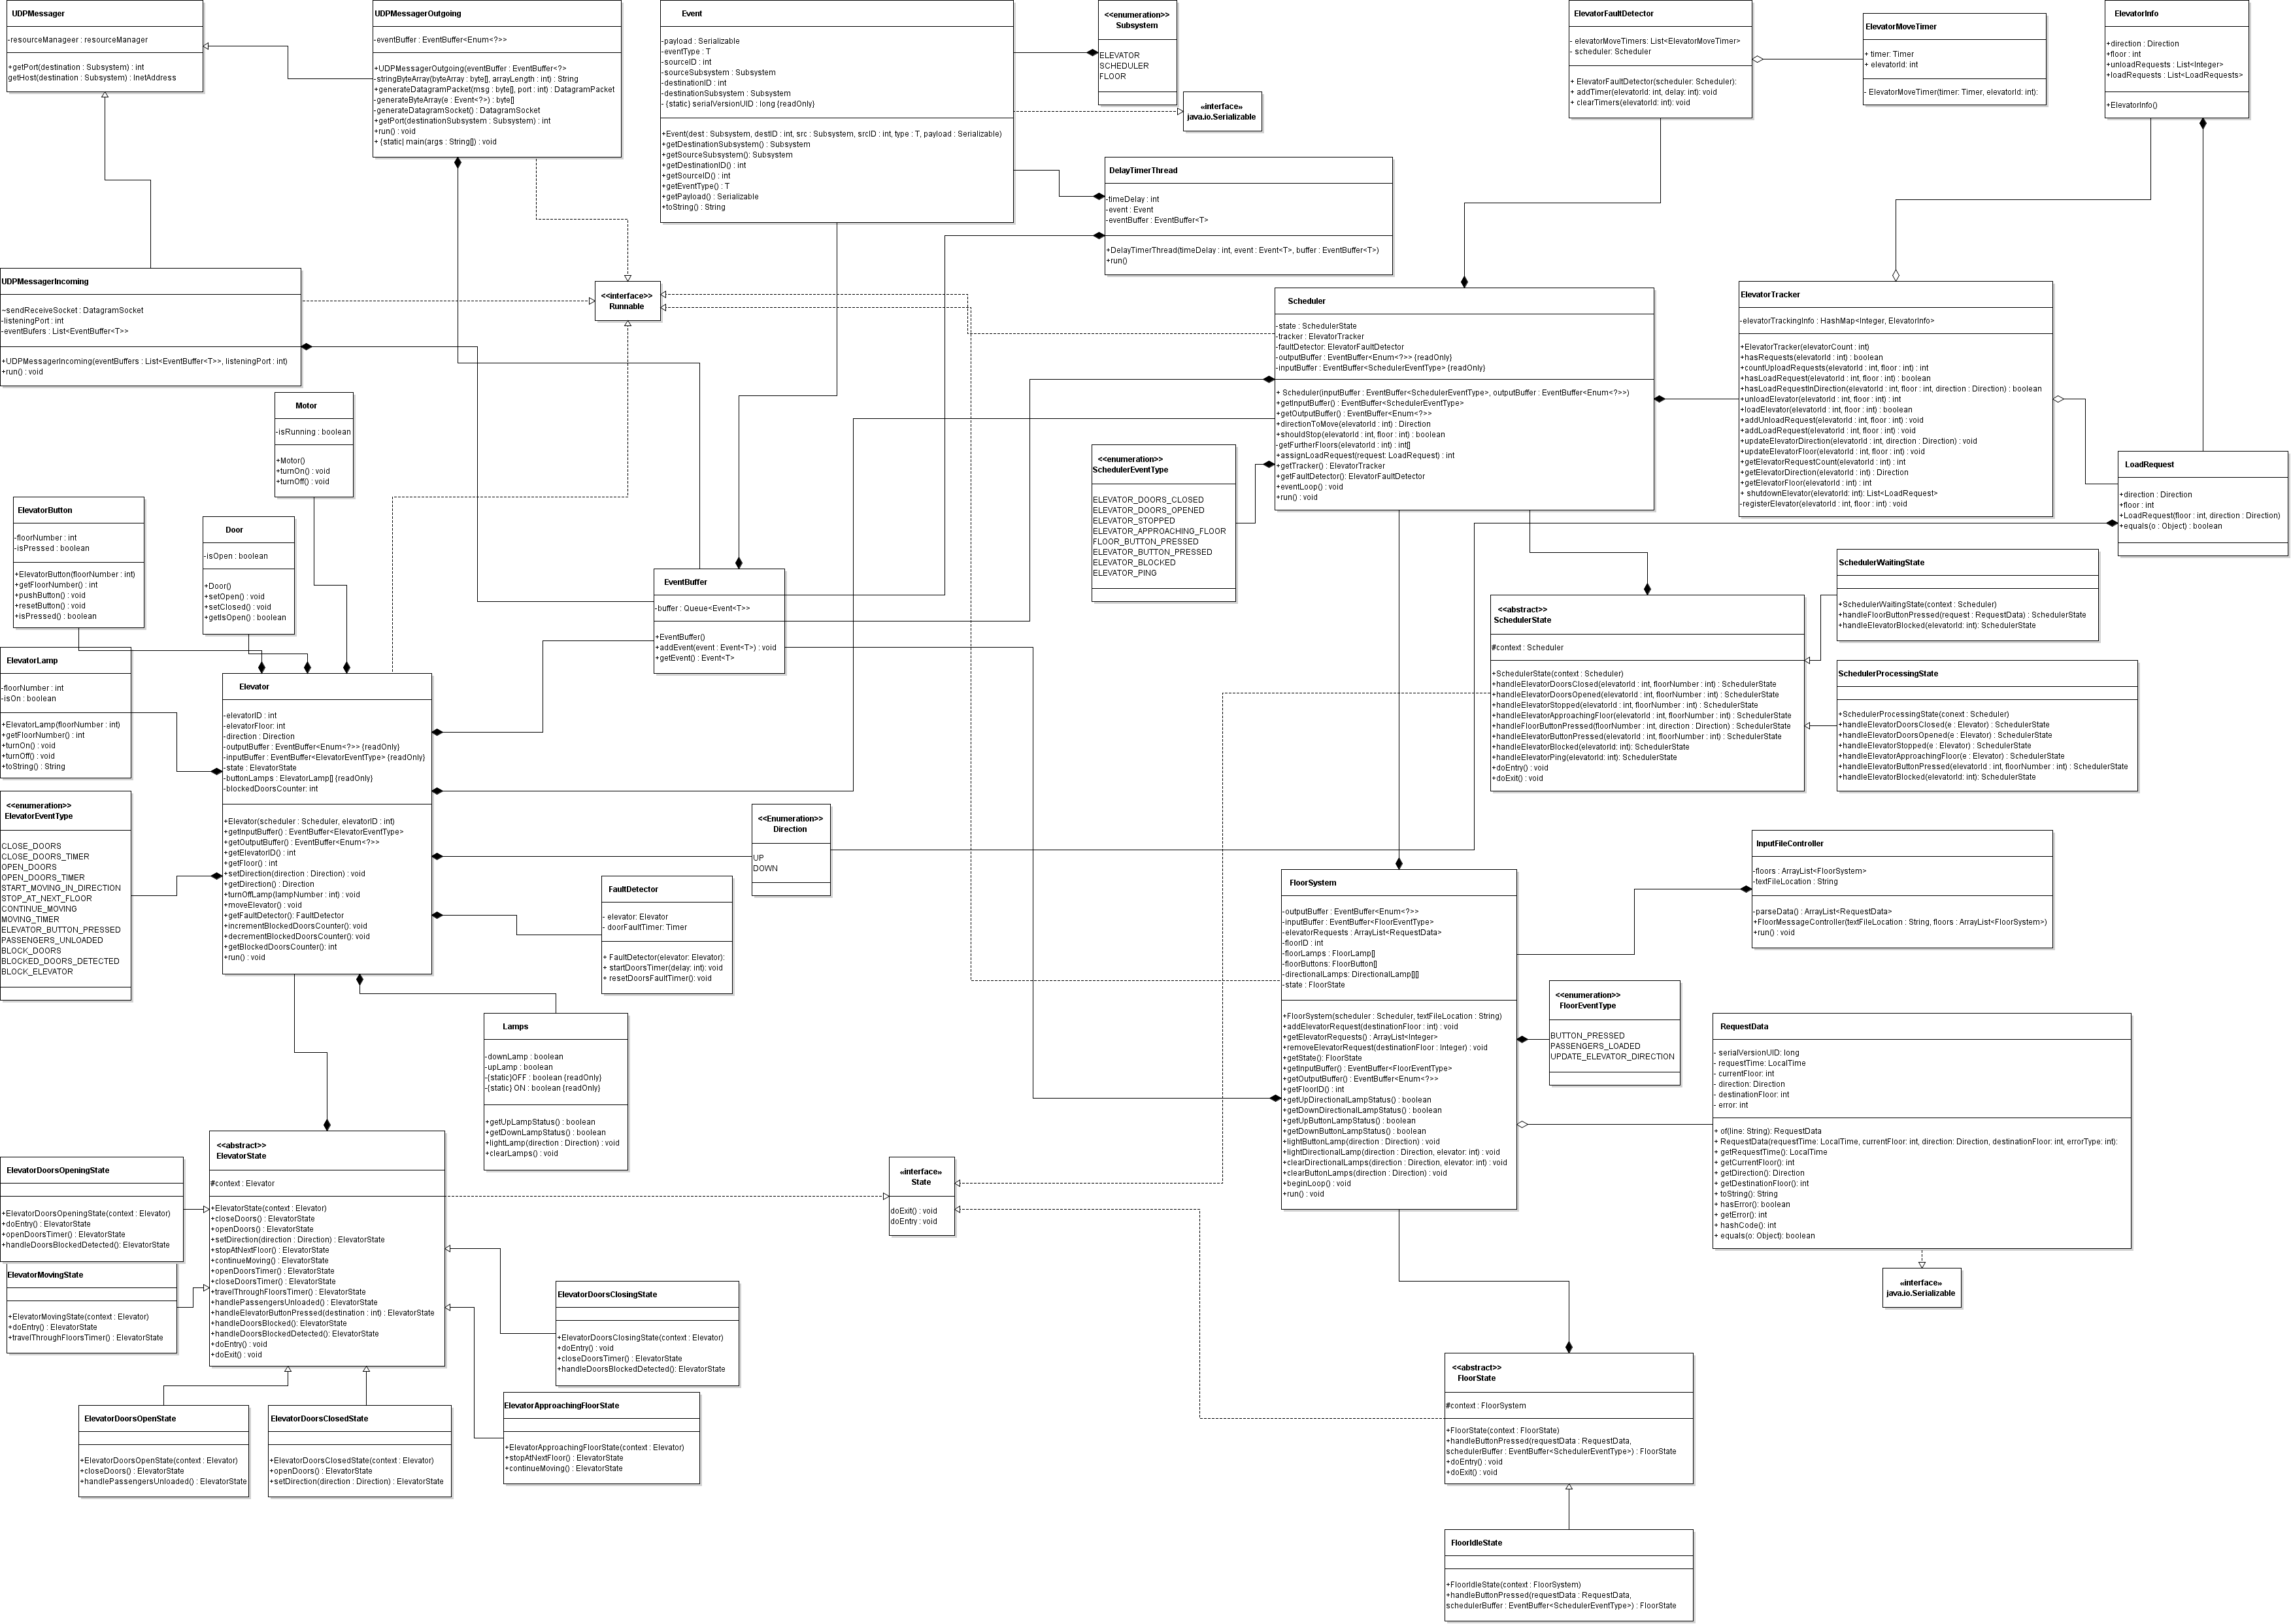 UDPMessager
-resourceManageer : resourceManager
+getPort(destination : Subsystem) : int
getHost(destination : Subsystem) : InetAddress
UDPMessagerOutgoing
-eventBuffer : EventBuffer<Enum<?>>
+UDPMessagerOutgoing(eventBuffer : EventBuffer<?>
-stringByteArray(byteArray : byte[], arrayLength : int) : String
+generateDatagramPacket(msg : byte[], port : int) : DatagramPacket
-generateByteArray(e : Event<?>) : byte[]
-generateDatagramSocket() : DatagramSocket
+getPort(destinationSubsystem : Subsystem) : int
+run() : void
+ {static| main(args : String[]) : void
Event
-payload : Serializable
-eventType : T
-sourceID : int
-sourceSubsystem : Subsystem
-destinationID : int
-destinationSubsystem : Subsystem
- {static} serialVersionUID : long {readOnly}
+Event(dest : Subsystem, destID : int, src : Subsystem, srcID : int, type : T, payload : Serializable)
+getDestinationSubsystem() : Subsystem
+getSourceSubsystem(): Subsystem
+getDestinationID() : int
+getSourceID() : int
+getEventType() : T
+getPayload() : Serializable
+toString() : String
<<enumeration>>
Subsystem
ELEVATOR
SCHEDULER
FLOOR
«interface»
java.io.Serializable
DelayTimerThread
-timeDelay : int
-event : Event
-eventBuffer : EventBuffer<T>
+DelayTimerThread(timeDelay : int, event : Event<T>, buffer : EventBuffer<T>)
+run()
ElevatorFaultDetector
- elevatorMoveTimers: List<ElevatorMoveTimer>
- scheduler: Scheduler
+ ElevatorFaultDetector(scheduler: Scheduler):
+ addTimer(elevatorId: int, delay: int): void
+ clearTimers(elevatorId: int): void
ElevatorMoveTimer
+ timer: Timer
+ elevatorId: int
- ElevatorMoveTimer(timer: Timer, elevatorId: int):
ElevatorInfo
+direction : Direction
+floor : int
+unloadRequests : List<Integer>
+loadRequests : List<LoadRequests>
+ElevatorInfo()
UDPMessagerIncoming
~sendReceiveSocket : DatagramSocket
-listeningPort : int
-eventBufers : List<EventBuffer<T>>
+UDPMessagerIncoming(eventBuffers : List<EventBuffer<T>>, listeningPort : int)
+run() : void
<<interface>>
Runnable
Scheduler
-state : SchedulerState
-tracker : ElevatorTracker
-faultDetector: ElevatorFaultDetector
-outputBuffer : EventBuffer<Enum<?>> {readOnly}
-inputBuffer : EventBuffer<SchedulerEventType> {readOnly}
+ Scheduler(inputBuffer : EventBuffer<SchedulerEventType>, outputBuffer : EventBuffer<Enum<?>>)
+getInputBuffer() : EventBuffer<SchedulerEventType>
+getOutputBuffer() : EventBuffer<Enum<?>>
+directionToMove(elevatorId : int) : Direction
+shouldStop(elevatorId : int, floor : int) : boolean
-getFurtherFloors(elevatorId : int) : int[]
+assignLoadRequest(request: LoadRequest) : int
+getTracker() : ElevatorTracker
+getFaultDetector(): ElevatorFaultDetector
+eventLoop() : void
+run() : void
ElevatorTracker
-elevatorTrackingInfo : HashMap<Integer, ElevatorInfo>
+ElevatorTracker(elevatorCount : int)
+hasRequests(elevatorId : int) : boolean
+countUploadRequests(elevatorId : int, floor : int) : int
+hasLoadRequest(elevatorId : int, floor : int) : boolean
+hasLoadRequestInDirection(elevatorId : int, floor : int, direction : Direction) : boolean
+unloadElevator(elevatorId : int, floor : int) : int
+loadElevator(elevatorId : int, floor : int) : boolean
+addUnloadRequest(elevatorId : int, floor : int) : void
+addLoadRequest(elevatorId : int, floor : int) : void
+updateElevatorDirection(elevatorId : int, direction : Direction) : void
+updateElevatorFloor(elevatorId : int, floor : int) : void
+getElevatorRequestCount(elevatorId : int) : int
+getElevatorDirection(elevatorId : int) : Direction
+getElevatorFloor(elevatorId : int) : int
+ shutdownElevator(elevatorId: int): List<LoadRequest>
-registerElevator(elevatorId : int, floor : int) : void
Motor
-isRunning : boolean
+Motor()
+turnOn() : void
+turnOff() : void
<<enumeration>>
SchedulerEventType
ELEVATOR_DOORS_CLOSED
ELEVATOR_DOORS_OPENED
ELEVATOR_STOPPED
ELEVATOR_APPROACHING_FLOOR
FLOOR_BUTTON_PRESSED
ELEVATOR_BUTTON_PRESSED
ELEVATOR_BLOCKED
ELEVATOR_PING
LoadRequest
+direction : Direction
+floor : int
+LoadRequest(floor : int, direction : Direction)
+equals(o : Object) : boolean
ElevatorButton
-floorNumber : int
-isPressed : boolean
+ElevatorButton(floorNumber : int)
+getFloorNumber() : int
+pushButton() : void
+resetButton() : void
+isPressed() : boolean
Door
-isOpen : boolean
+Door()
+setOpen() : void
+setClosed() : void
+getIsOpen() : boolean
EventBuffer
-buffer : Queue<Event<T>>
+EventBuffer()
+addEvent(event : Event<T>) : void
+getEvent() : Event<T>
SchedulerWaitingState
+SchedulerWaitingState(context : Scheduler)
+handleFloorButtonPressed(request : RequestData) : SchedulerState
+handleElevatorBlocked(elevatorId: int): SchedulerState
<<abstract>>
SchedulerState
#context : Scheduler
+SchedulerState(context : Scheduler)
+handleElevatorDoorsClosed(elevatorId : int, floorNumber : int) : SchedulerState
+handleElevatorDoorsOpened(elevatorId : int, floorNumber : int) : SchedulerState
+handleElevatorStopped(elevatorId : int, floorNumber : int) : SchedulerState
+handleElevatorApproachingFloor(elevatorId : int, floorNumber : int) : SchedulerState
+handleFloorButtonPressed(floorNumber : int, direction : Direction) : SchedulerState
+handleElevatorButtonPressed(elevatorId : int, floorNumber : int) : SchedulerState
+handleElevatorBlocked(elevatorId: int): SchedulerState
+handleElevatorPing(elevatorId: int): SchedulerState
+doEntry() : void
+doExit() : void
SchedulerProcessingState
+SchedulerProcessingState(conext : Scheduler)
+handleElevatorDoorsClosed(e : Elevator) : SchedulerState
+handleElevatorDoorsOpened(e : Elevator) : SchedulerState
+handleElevatorStopped(e : Elevator) : SchedulerState
+handleElevatorApproachingFloor(e : Elevator) : SchedulerState
+handleElevatorButtonPressed(elevatorId : int, floorNumber : int) : SchedulerState
+handleElevatorBlocked(elevatorId: int): SchedulerState
ElevatorLamp
-floorNumber : int
-isOn : boolean
+ElevatorLamp(floorNumber : int)
+getFloorNumber() : int
+turnOn() : void
+turnOff() : void
+toString() : String
Elevator
-elevatorID : int
-elevatorFloor: int
-direction : Direction
-outputBuffer : EventBuffer<Enum<?>> {readOnly}
-inputBuffer : EventBuffer<ElevatorEventType> {readOnly}
-state : ElevatorState
-buttonLamps : ElevatorLamp[] {readOnly}
-blockedDoorsCounter: int
+Elevator(scheduler : Scheduler, elevatorID : int)
+getInputBuffer() : EventBuffer<ElevatorEventType>
+getOutputBuffer() : EventBuffer<Enum<?>>
+getElevatorID() : int
+getFloor() : int
+setDirection(direction : Direction) : void
+getDirection() : Direction
+turnOffLamp(lampNumber : int) : void
+moveElevator() : void
+getFaultDetector(): FaultDetector
+incrementBlockedDoorsCounter(): void
+decrementBlockedDoorsCounter(): void
+getBlockedDoorsCounter(): int
+run() : void
<<enumeration>>
ElevatorEventType
CLOSE_DOORS
CLOSE_DOORS_TIMER
OPEN_DOORS
OPEN_DOORS_TIMER
START_MOVING_IN_DIRECTION
STOP_AT_NEXT_FLOOR
CONTINUE_MOVING
MOVING_TIMER
ELEVATOR_BUTTON_PRESSED
PASSENGERS_UNLOADED
BLOCK_DOORS
BLOCKED_DOORS_DETECTED
BLOCK_ELEVATOR
<<Enumeration>>
Direction
UP
DOWN
FaultDetector
- elevator: Elevator
- doorFaultTimer: Timer
+ FaultDetector(elevator: Elevator):
+ startDoorsTimer(delay: int): void
+ resetDoorsFaultTimer(): void
InputFileController
-floors : ArrayList<FloorSystem>
-textFileLocation : String
-parseData() : ArrayList<RequestData>
+FloorMessageController(textFileLocation : String, floors : ArrayList<FloorSystem>)
+run() : void
FloorSystem
-outputBuffer : EventBuffer<Enum<?>>
-inputBuffer : EventBuffer<FloorEventType>
-elevatorRequests : ArrayList<RequestData>
-floorID : int
-floorLamps : FloorLamp[]
-floorButtons : FloorButton[]
-directionalLamps: DirectionalLamp[][]
-state : FloorState
+FloorSystem(scheduler : Scheduler, textFileLocation : String)
+addElevatorRequest(destinationFloor : int) : void
+getElevatorRequests() : ArrayList<Integer>
+removeElevatorRequest(destinationFloor : Integer) : void
+getState(): FloorState
+getInputBuffer() : EventBuffer<FloorEventType>
+getOutputBuffer() : EventBuffer<Enum<?>>
+getFloorID() : int
+getUpDirectionalLampStatus() : boolean
+getDownDirectionalLampStatus() : boolean
+getUpButtonLampStatus() : boolean
+getDownButtonLampStatus() : boolean
+lightButtonLamp(direction : Direction) : void
+lightDirectionalLamp(direction : Direction, elevator: int) : void
+clearDirectionalLamps(direction : Direction, elevator: int) : void
+clearButtonLamps(direction : Direction) : void
+beginLoop() : void
+run() : void
<<enumeration>>
FloorEventType
BUTTON_PRESSED
PASSENGERS_LOADED
UPDATE_ELEVATOR_DIRECTION
RequestData
- serialVersionUID: long
- requestTime: LocalTime
- currentFloor: int
- direction: Direction
- destinationFloor: int
- error: int
+ of(line: String): RequestData
+ RequestData(requestTime: LocalTime, currentFloor: int, direction: Direction, destinationFloor: int, errorType: int):
+ getRequestTime(): LocalTime
+ getCurrentFloor(): int
+ getDirection(): Direction
+ getDestinationFloor(): int
+ toString(): String
+ hasError(): boolean
+ getError(): int
+ hashCode(): int
+ equals(o: Object): boolean
«interface»
java.io.Serializable
Lamps
-downLamp : boolean
-upLamp : boolean
-{static}OFF : boolean {readOnly}
-{static} ON : boolean {readOnly}
+getUpLampStatus() : boolean
+getDownLampStatus() : boolean
+lightLamp(direction : Direction) : void
+clearLamps() : void
<<abstract>>
ElevatorState
#context : Elevator
+ElevatorState(context : Elevator)
+closeDoors() : ElevatorState
+openDoors() : ElevatorState
+setDirection(direction : Direction) : ElevatorState
+stopAtNextFloor() : ElevatorState
+continueMoving() : ElevatorState
+openDoorsTimer() : ElevatorState
+closeDoorsTimer() : ElevatorState
+travelThroughFloorsTimer() : ElevatorState
+handlePassengersUnloaded() : ElevatorState
+handleElevatorButtonPressed(destination : int) : ElevatorState
+handleDoorsBlocked(): ElevatorState
+handleDoorsBlockedDetected(): ElevatorState
+doEntry() : void
+doExit() : void
ElevatorDoorsOpeningState
+ElevatorDoorsOpeningState(context : Elevator)
+doEntry() : ElevatorState
+openDoorsTimer() : ElevatorState
+handleDoorsBlockedDetected(): ElevatorState
ElevatorMovingState
+ElevatorMovingState(context : Elevator)
+doEntry() : ElevatorState
+travelThroughFloorsTimer() : ElevatorState
«interface»
State
doExit() : void
doEntry : void
ElevatorDoorsClosingState
+ElevatorDoorsClosingState(context : Elevator)
+doEntry() : void
+closeDoorsTimer() : ElevatorState
+handleDoorsBlockedDetected(): ElevatorState
ElevatorApproachingFloorState
+ElevatorApproachingFloorState(context : Elevator)
+stopAtNextFloor() : ElevatorState
+continueMoving() : ElevatorState
ElevatorDoorsOpenState
+ElevatorDoorsOpenState(context : Elevator)
+closeDoors() : ElevatorState
+handlePassengersUnloaded() : ElevatorState
ElevatorDoorsClosedState
+ElevatorDoorsClosedState(context : Elevator)
+openDoors() : ElevatorState
+setDirection(direction : Direction) : ElevatorState
<<abstract>>
FloorState
#context : FloorSystem
+FloorState(context : FloorState)
+handleButtonPressed(requestData : RequestData,
schedulerBuffer : EventBuffer<SchedulerEventType>) : FloorState
+doEntry() : void
+doExit() : void
FloorIdleState
+FloorIdleState(context : FloorSystem)
+handleButtonPressed(requestData : RequestData,
schedulerBuffer : EventBuffer<SchedulerEventType>) : FloorState